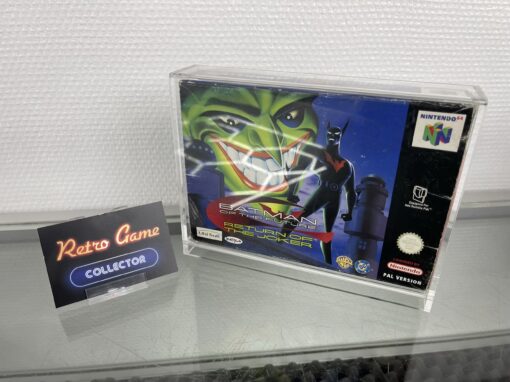 Retro Game
COLLECTOR
BATMAN
OF THE FUTURE
RETURN OF
THE JOKER
NINTENDO 64
Nintendo
PAL VERSION